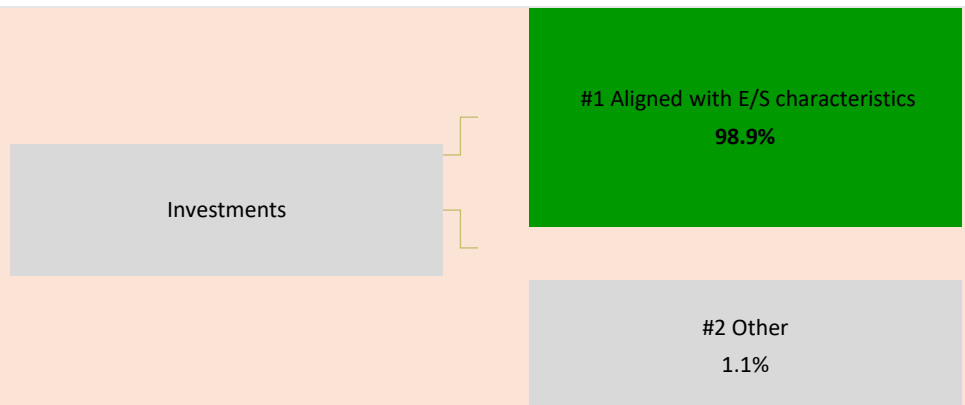 Investments
#1 Aligned with E/S characteristics
98.9%
#2 Other
1.1%